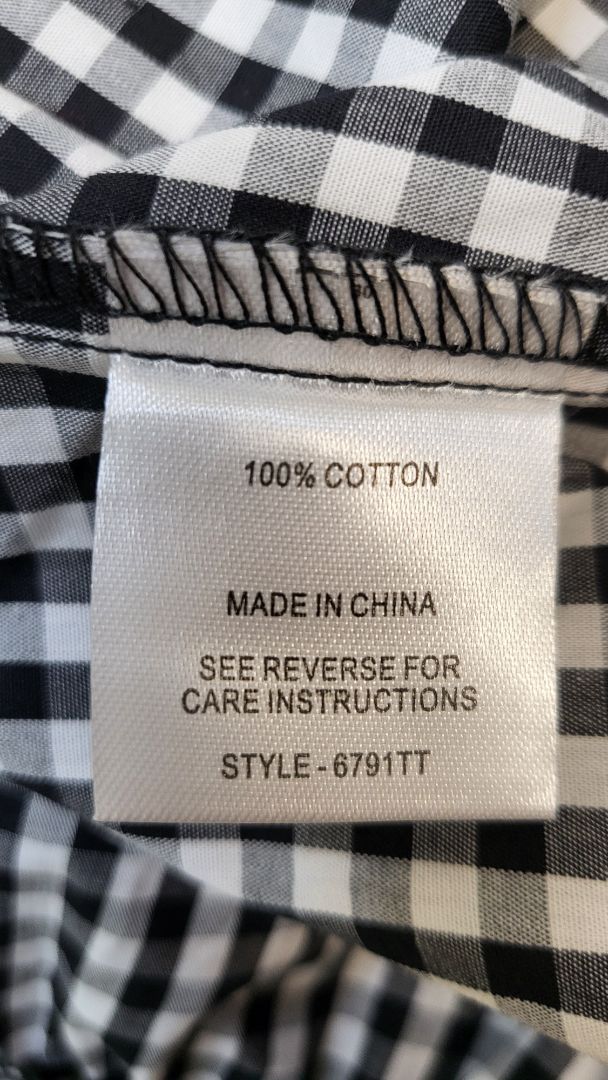 100% COTTON
MADE IN CHINA
SEE REVERSE FOR
CARE INSTRUCTIONS
STYLE - 6791TT